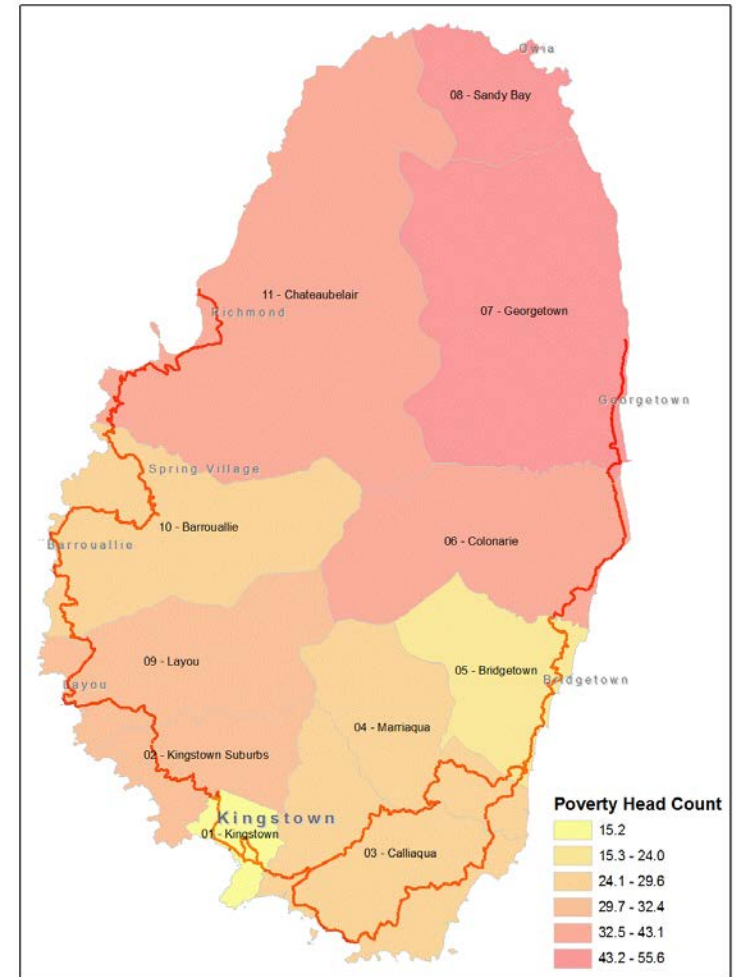 Owia
08 - Sandy Bay
11 - Chateaubelair
Richmond
07 - Georgetown
Georgetown
Spring Village
10 - Barrouallie
Barrouallie
06 - Colonarie
09 - Layou
Layou
05 - Bridgetown
Bridgetown
04 - Marriaqua
02 - Kingstown Suburbs
Kingstown
01 - Kingstown
03 - Calliaqua
Poverty Head Count
15.2
15.3 - 24.0
24.1 - 29.6
29.7 - 32.4
32.5 - 43.1
43.2 - 55.6